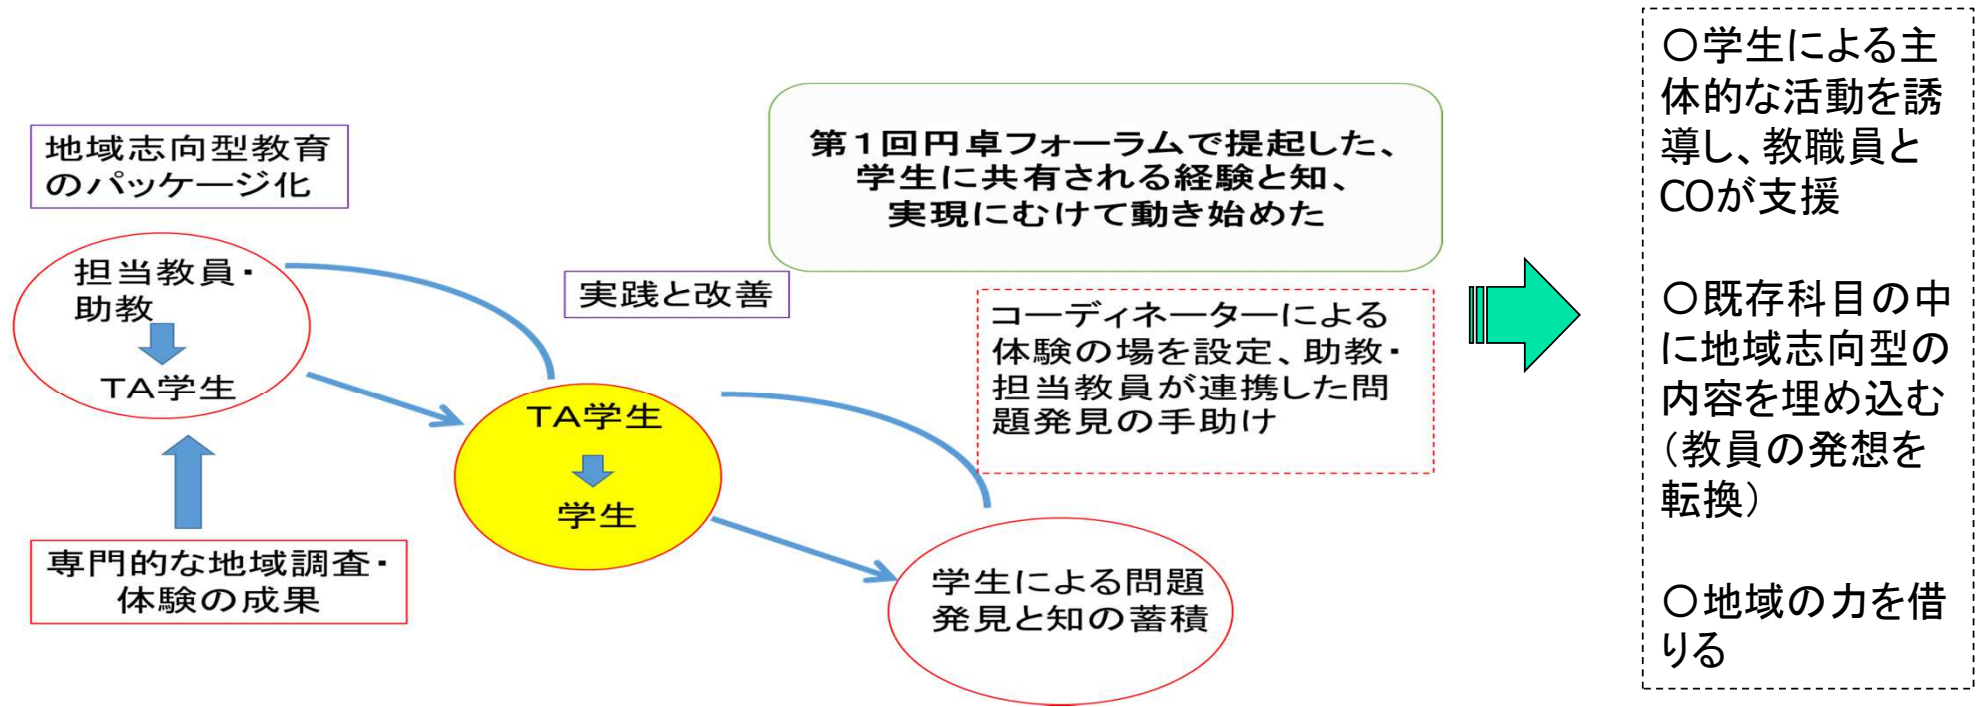 地域志向型教育
のパッケージ化
担当教員・
助教
TA学生
専門的な地域調査・
体験の成果
実践と改善
TA学生
学生
第1回円卓フォーラムで提起した、
学生に共有される経験と知、
実現にむけて動き始めた
コーディネーターによる
体験の場を設定、助教・
担当教員が連携した問
題発見の手助け
学生による問題
発見と知の蓄積
〇学生による主
体的な活動を誘
導し、教職員と
COが支援
〇既存科目の中
に地域志向型の
内容を埋め込む
(教員の発想を
転換)
〇地域の力を借
りる